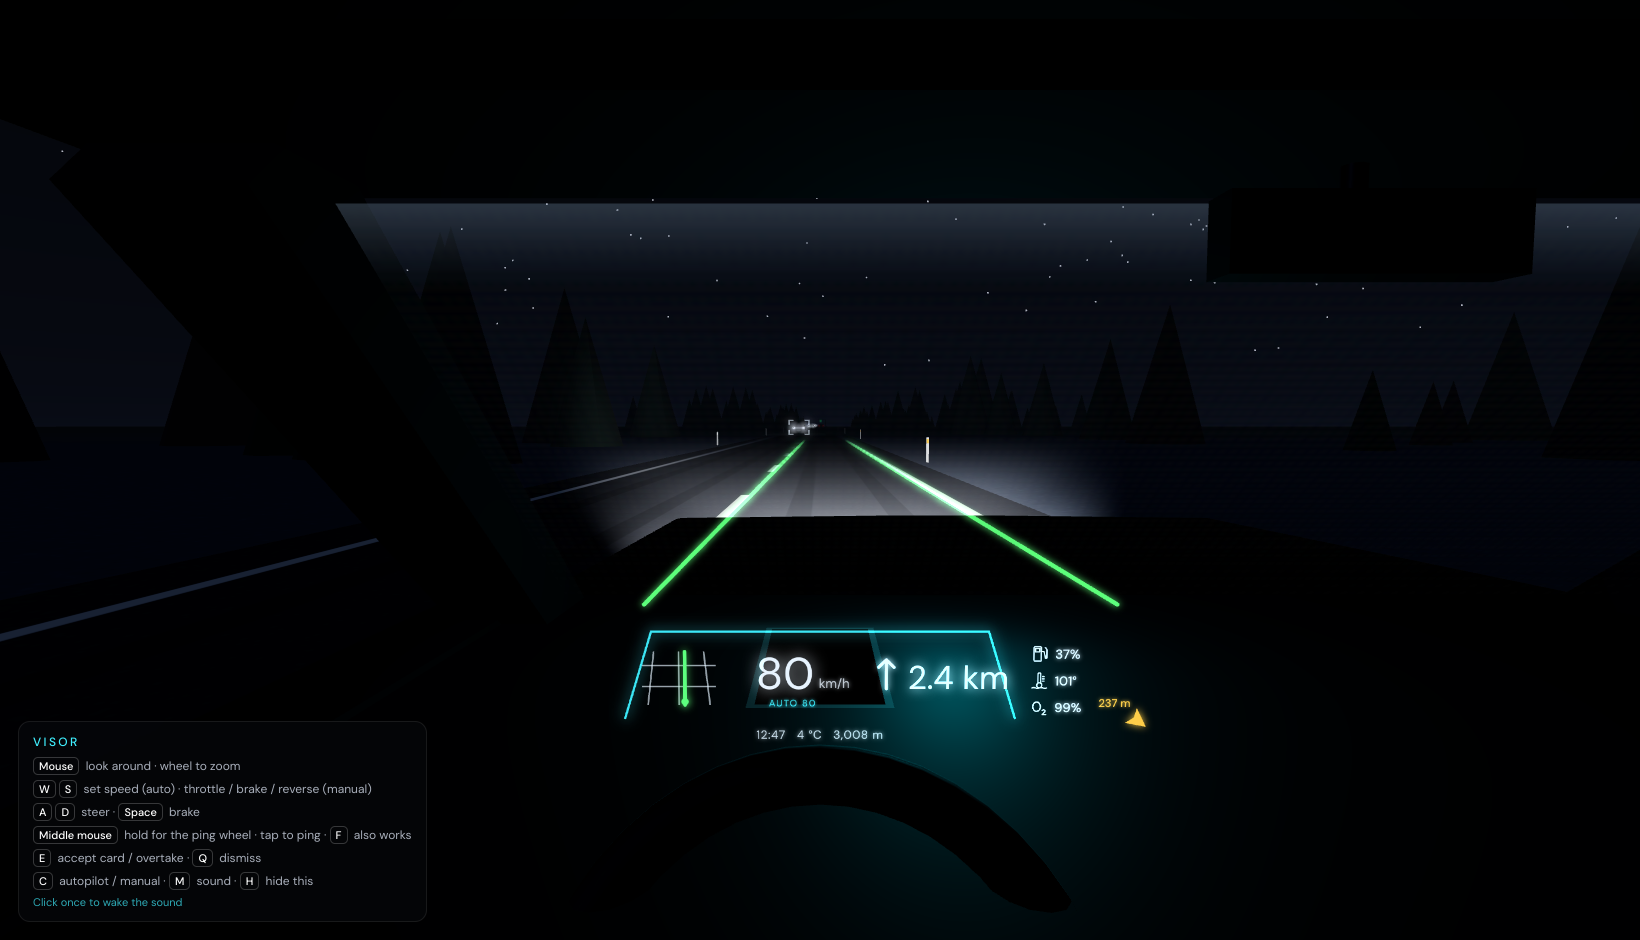 80 km/h
AUTO 80
2.4 km
37%
101°
O₂ 99%
237 m
12:47 4 °C 3,008 m
VISOR
Mouse look around · wheel to zoom
W S set speed (auto) · throttle / brake / reverse (manual)
A D steer · Space brake
Middle mouse hold for the ping wheel · tap to ping · F also works
E accept card / overtake · Q dismiss
C autopilot / manual · M sound · H hide this
Click once to wake the sound